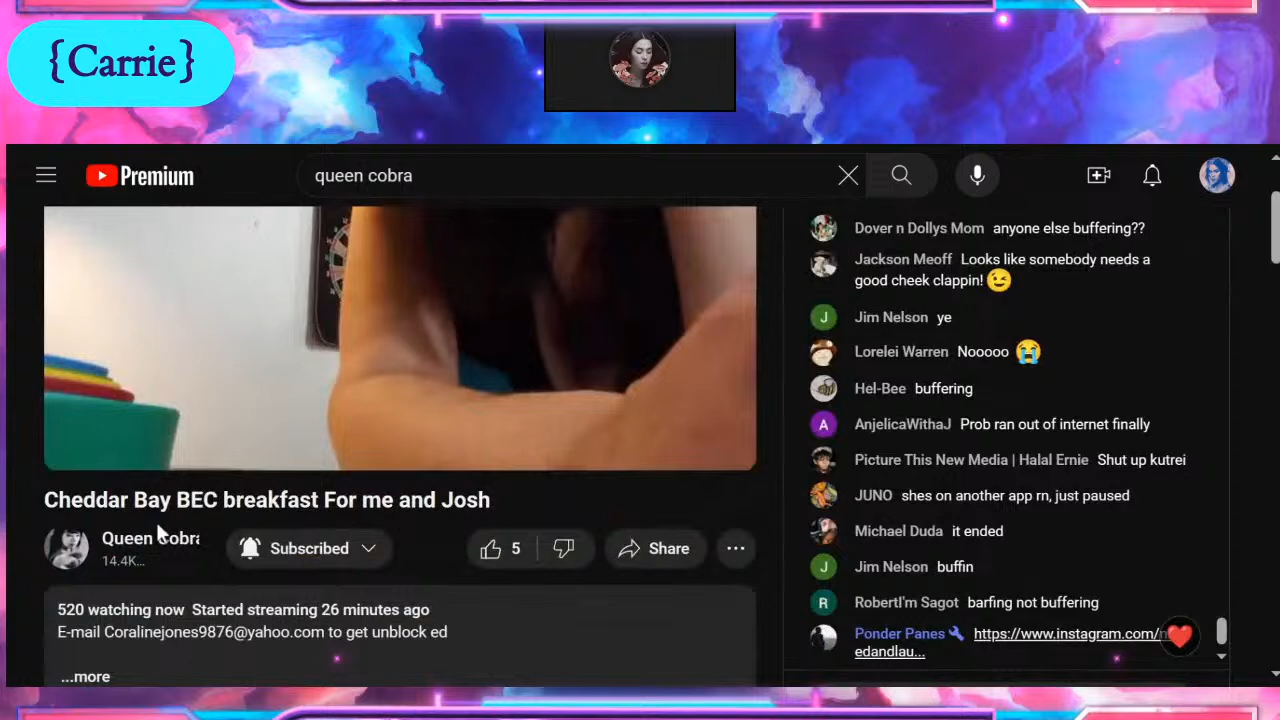 {Carrie}
Premium
queen cobra
Dover n Dollys Mom anyone else buffering??
Jackson Meoff Looks like somebody needs a
good cheek clappin!😉
J Jim Nelson ye
Lorelei Warren Nooooo 😭
Hel-Bee buffering
A AnjelicaWithaJ Prob ran out of internet finally
Picture This New Media | Halal Ernie Shut up kutrei
JUNO shes on another app rn, just paused
Michael Duda it ended
J Jim Nelson buffin
R RobertI'm Sagot barfing not buffering
Ponder Panes https://www.instagram.com/
edandlau...
Cheddar Bay BEC breakfast For me and Josh
Queen Cobra
14.4K...
Subscribed
5
Share
520 watching now Started streaming 26 minutes ago
E-mail Coralinejones9876@yahoo.com to get unblock ed
...more